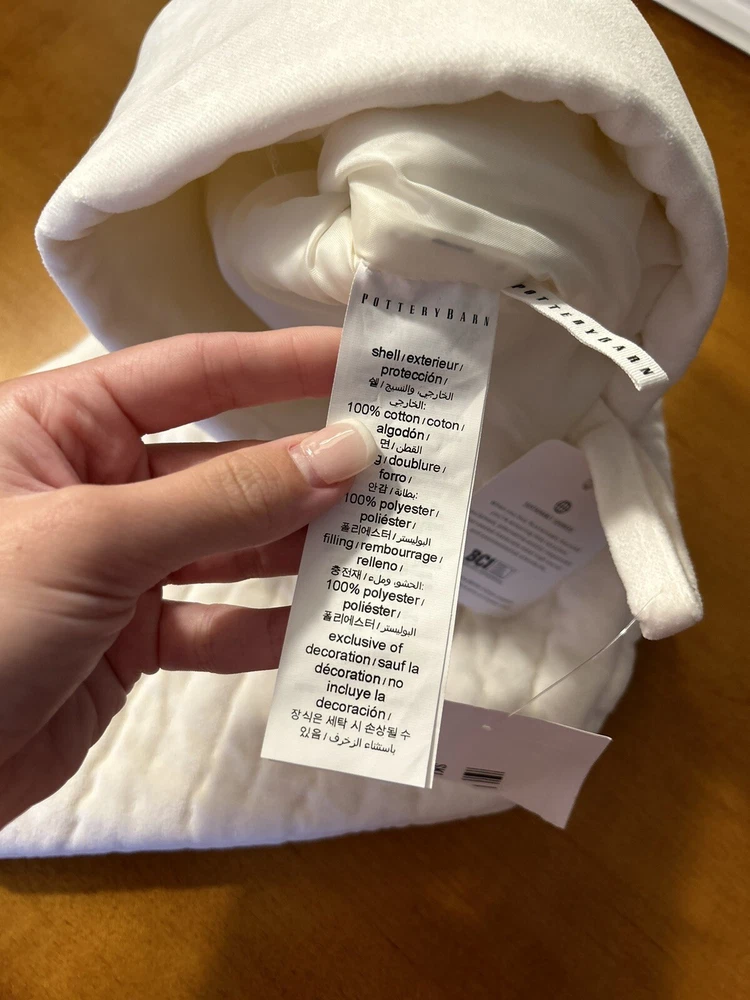 POTTERYBARN
shell / exterieur /
protección /
쉘 / الخارجي، والنسيج
الخارجي:
100% cotton / coton /
algodón /
면 / القطن
g / doublure /
forro /
안감 / بطانة:
100% polyester /
poliéster /
폴리에스터 / البوليستر
filling / rembourrage /
relleno /
충전재 / الحشو، وملء:
100% polyester /
poliéster /
폴리에스터 / البوليستر
exclusive of
decoration / sauf la
décoration / no
incluye la
decoración /
장식은 세탁 시 손상될 수
있음 / باستثناء الزخرف
POTTERYBARN
BCI